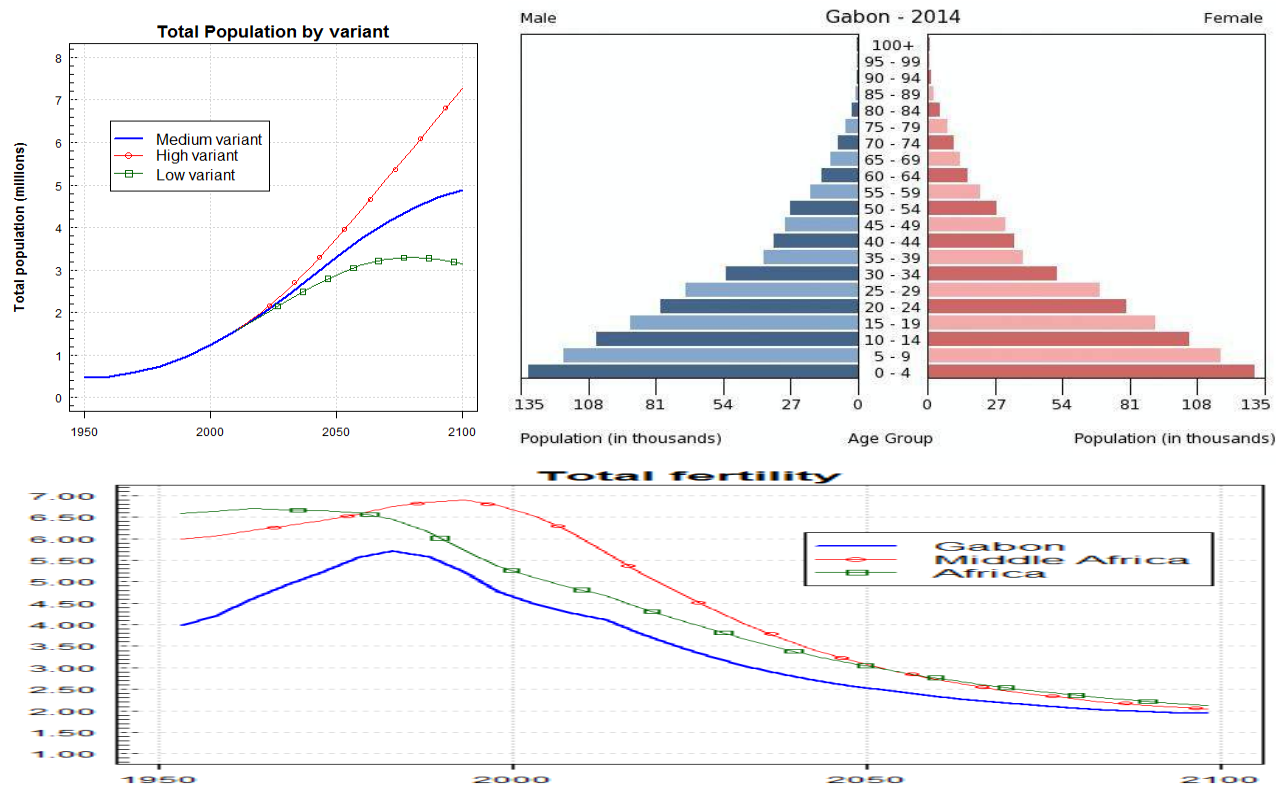 Total Population by variant
Total population (millions)
8
7
6
5
4
3
2
1
0
Medium variant
High variant
Low variant
1950 2000 2050 2100
Male Gabon - 2014 Female
100+
95 - 99
90 - 94
85 - 89
80 - 84
75 - 79
70 - 74
65 - 69
60 - 64
55 - 59
50 - 54
45 - 49
40 - 44
35 - 39
30 - 34
25 - 29
20 - 24
15 - 19
10 - 14
5 - 9
0 - 4
135 108 81 54 27 0 0 27 54 81 108 135
Population (in thousands) Age Group Population (in thousands)
Total fertility
7.00
6.50
6.00
5.50
5.00
4.50
4.00
3.50
3.00
2.50
2.00
1.50
1.00
Gabon
Middle Africa
Africa
1950 2000 2050 2100